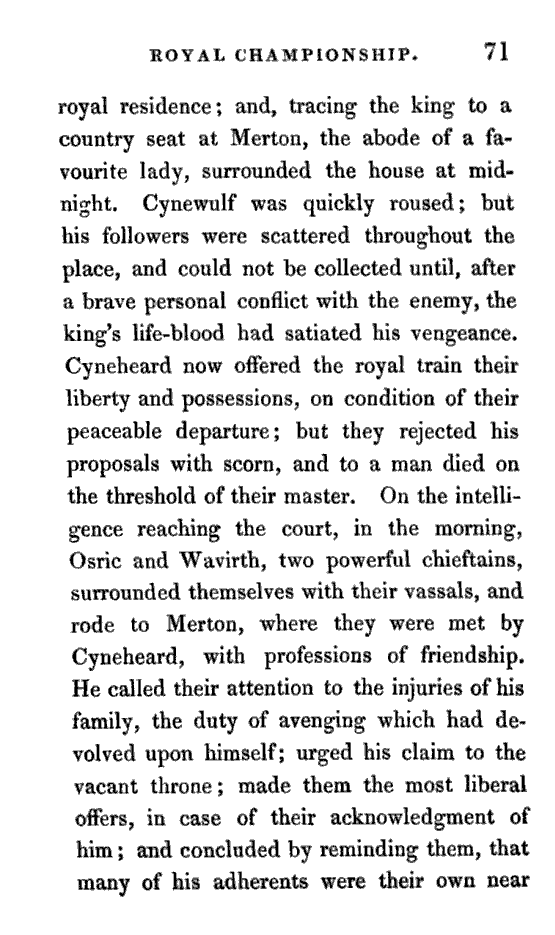 ROYAL CHAMPIONSHIP. 71
royal residence; and, tracing the king to a
country seat at Merton, the abode of a fa-
vourite lady, surrounded the house at mid-
night. Cynewulf was quickly roused; but
his followers were scattered throughout the
place, and could not be collected until, after
a brave personal conflict with the enemy, the
king's life-blood had satiated his vengeance.
Cyneheard now offered the royal train their
liberty and possessions, on condition of their
peaceable departure; but they rejected his
proposals with scorn, and to a man died on
the threshold of their master. On the intelli-
gence reaching the court, in the morning,
Osric and Wavirth, two powerful chieftains,
surrounded themselves with their vassals, and
rode to Merton, where they were met by
Cyneheard, with professions of friendship.
He called their attention to the injuries of his
family, the duty of avenging which had de-
volved upon himself; urged his claim to the
vacant throne; made them the most liberal
offers, in case of their acknowledgment of
him; and concluded by reminding them, that
many of his adherents were their own near